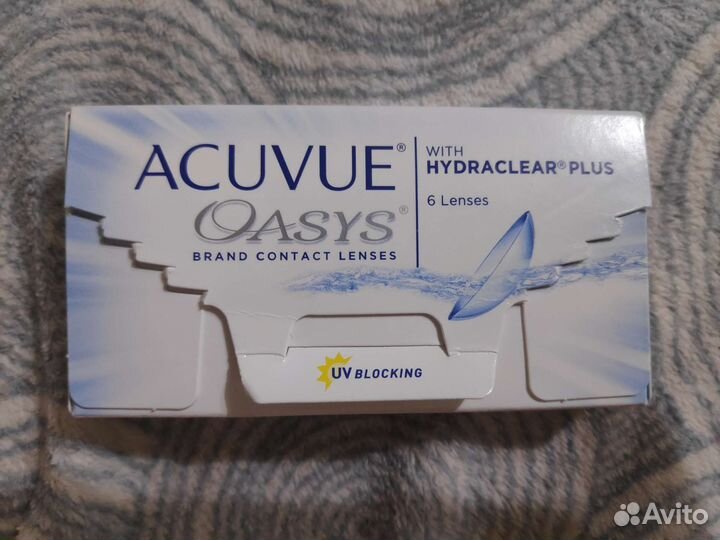 ACUVUE®
OASYS®
BRAND CONTACT LENSES
WITH
HYDRACLEAR® PLUS
6 Lenses
UV BLOCKING
Avito